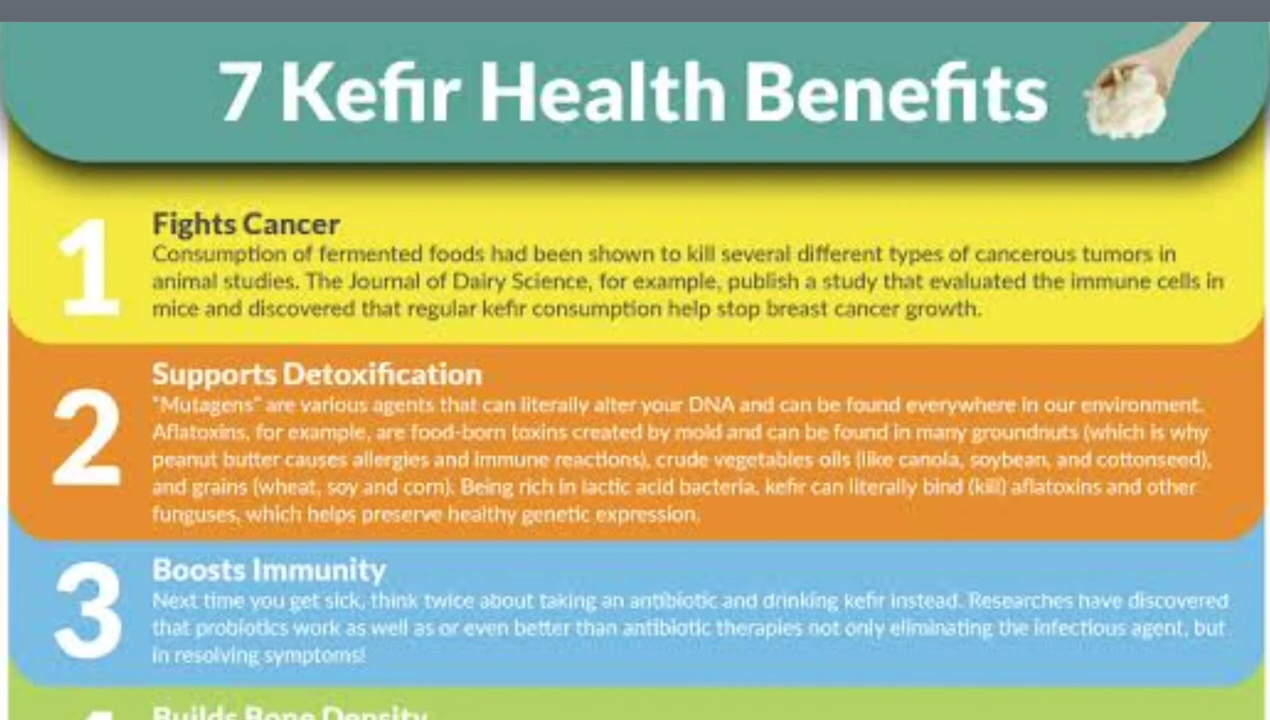 7 Kefir Health Benefits
1
Fights Cancer
Consumption of fermented foods had been shown to kill several different types of cancerous tumors in
animal studies. The Journal of Dairy Science, for example, publish a study that evaluated the immune cells in
mice and discovered that regular kefir consumption help stop breast cancer growth.
2
Supports Detoxification
"Mutagens" are various agents that can literally alter your DNA and can be found everywhere in our environment.
Aflatoxins, for example, are food-born toxins created by mold and can be found in many groundnuts (which is why
peanut butter causes allergies and immune reactions), crude vegetables oils (like canola, soybean, and cottonseed),
and grains (wheat, soy and corn). Being rich in lactic acid bacteria, kefir can literally bind (kill) aflatoxins and other
funguses, which helps preserve healthy genetic expression.
3
Boosts Immunity
Next time you get sick, think twice about taking an antibiotic and drinking kefir instead. Researches have discovered
that probiotics work as well as or even better than antibiotic therapies not only eliminating the infectious agent, but
in resolving symptoms!
Builds Bone Density